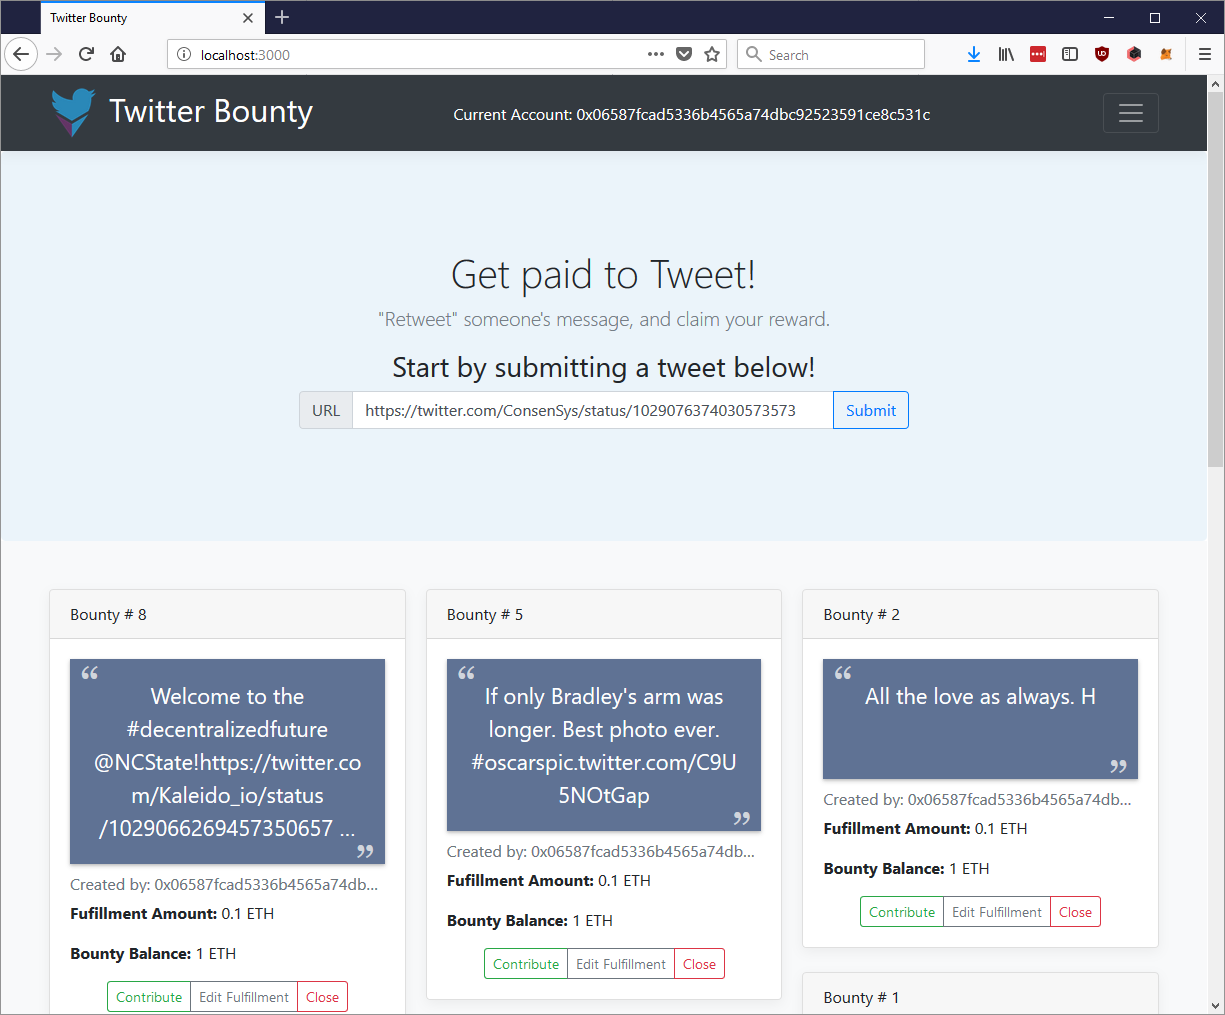 Twitter Bounty
localhost:3000
Search
Twitter Bounty
Current Account: 0x06587fcad5336b4565a74dbc92523591ce8c531c
Get paid to Tweet!
"Retweet" someone's message, and claim your reward.
Start by submitting a tweet below!
URL
https://twitter.com/ConsenSys/status/1029076374030573573
Submit
Bounty # 8
“
Welcome to the
#decentralizedfuture
@NCState!https://twitter.co
m/Kaleido_io/status
/1029066269457350657 ...
”
Created by: 0x06587fcad5336b4565a74db...
Fufillment Amount: 0.1 ETH
Bounty Balance: 1 ETH
Contribute
Edit Fulfillment
Close
Bounty # 5
“
If only Bradley's arm was
longer. Best photo ever.
#oscarspic.twitter.com/C9U
5NOtGap
”
Created by: 0x06587fcad5336b4565a74db...
Fufillment Amount: 0.1 ETH
Bounty Balance: 1 ETH
Contribute
Edit Fulfillment
Close
Bounty # 2
“
All the love as always. H
”
Created by: 0x06587fcad5336b4565a74db...
Fufillment Amount: 0.1 ETH
Bounty Balance: 1 ETH
Contribute
Edit Fulfillment
Close
Bounty # 1